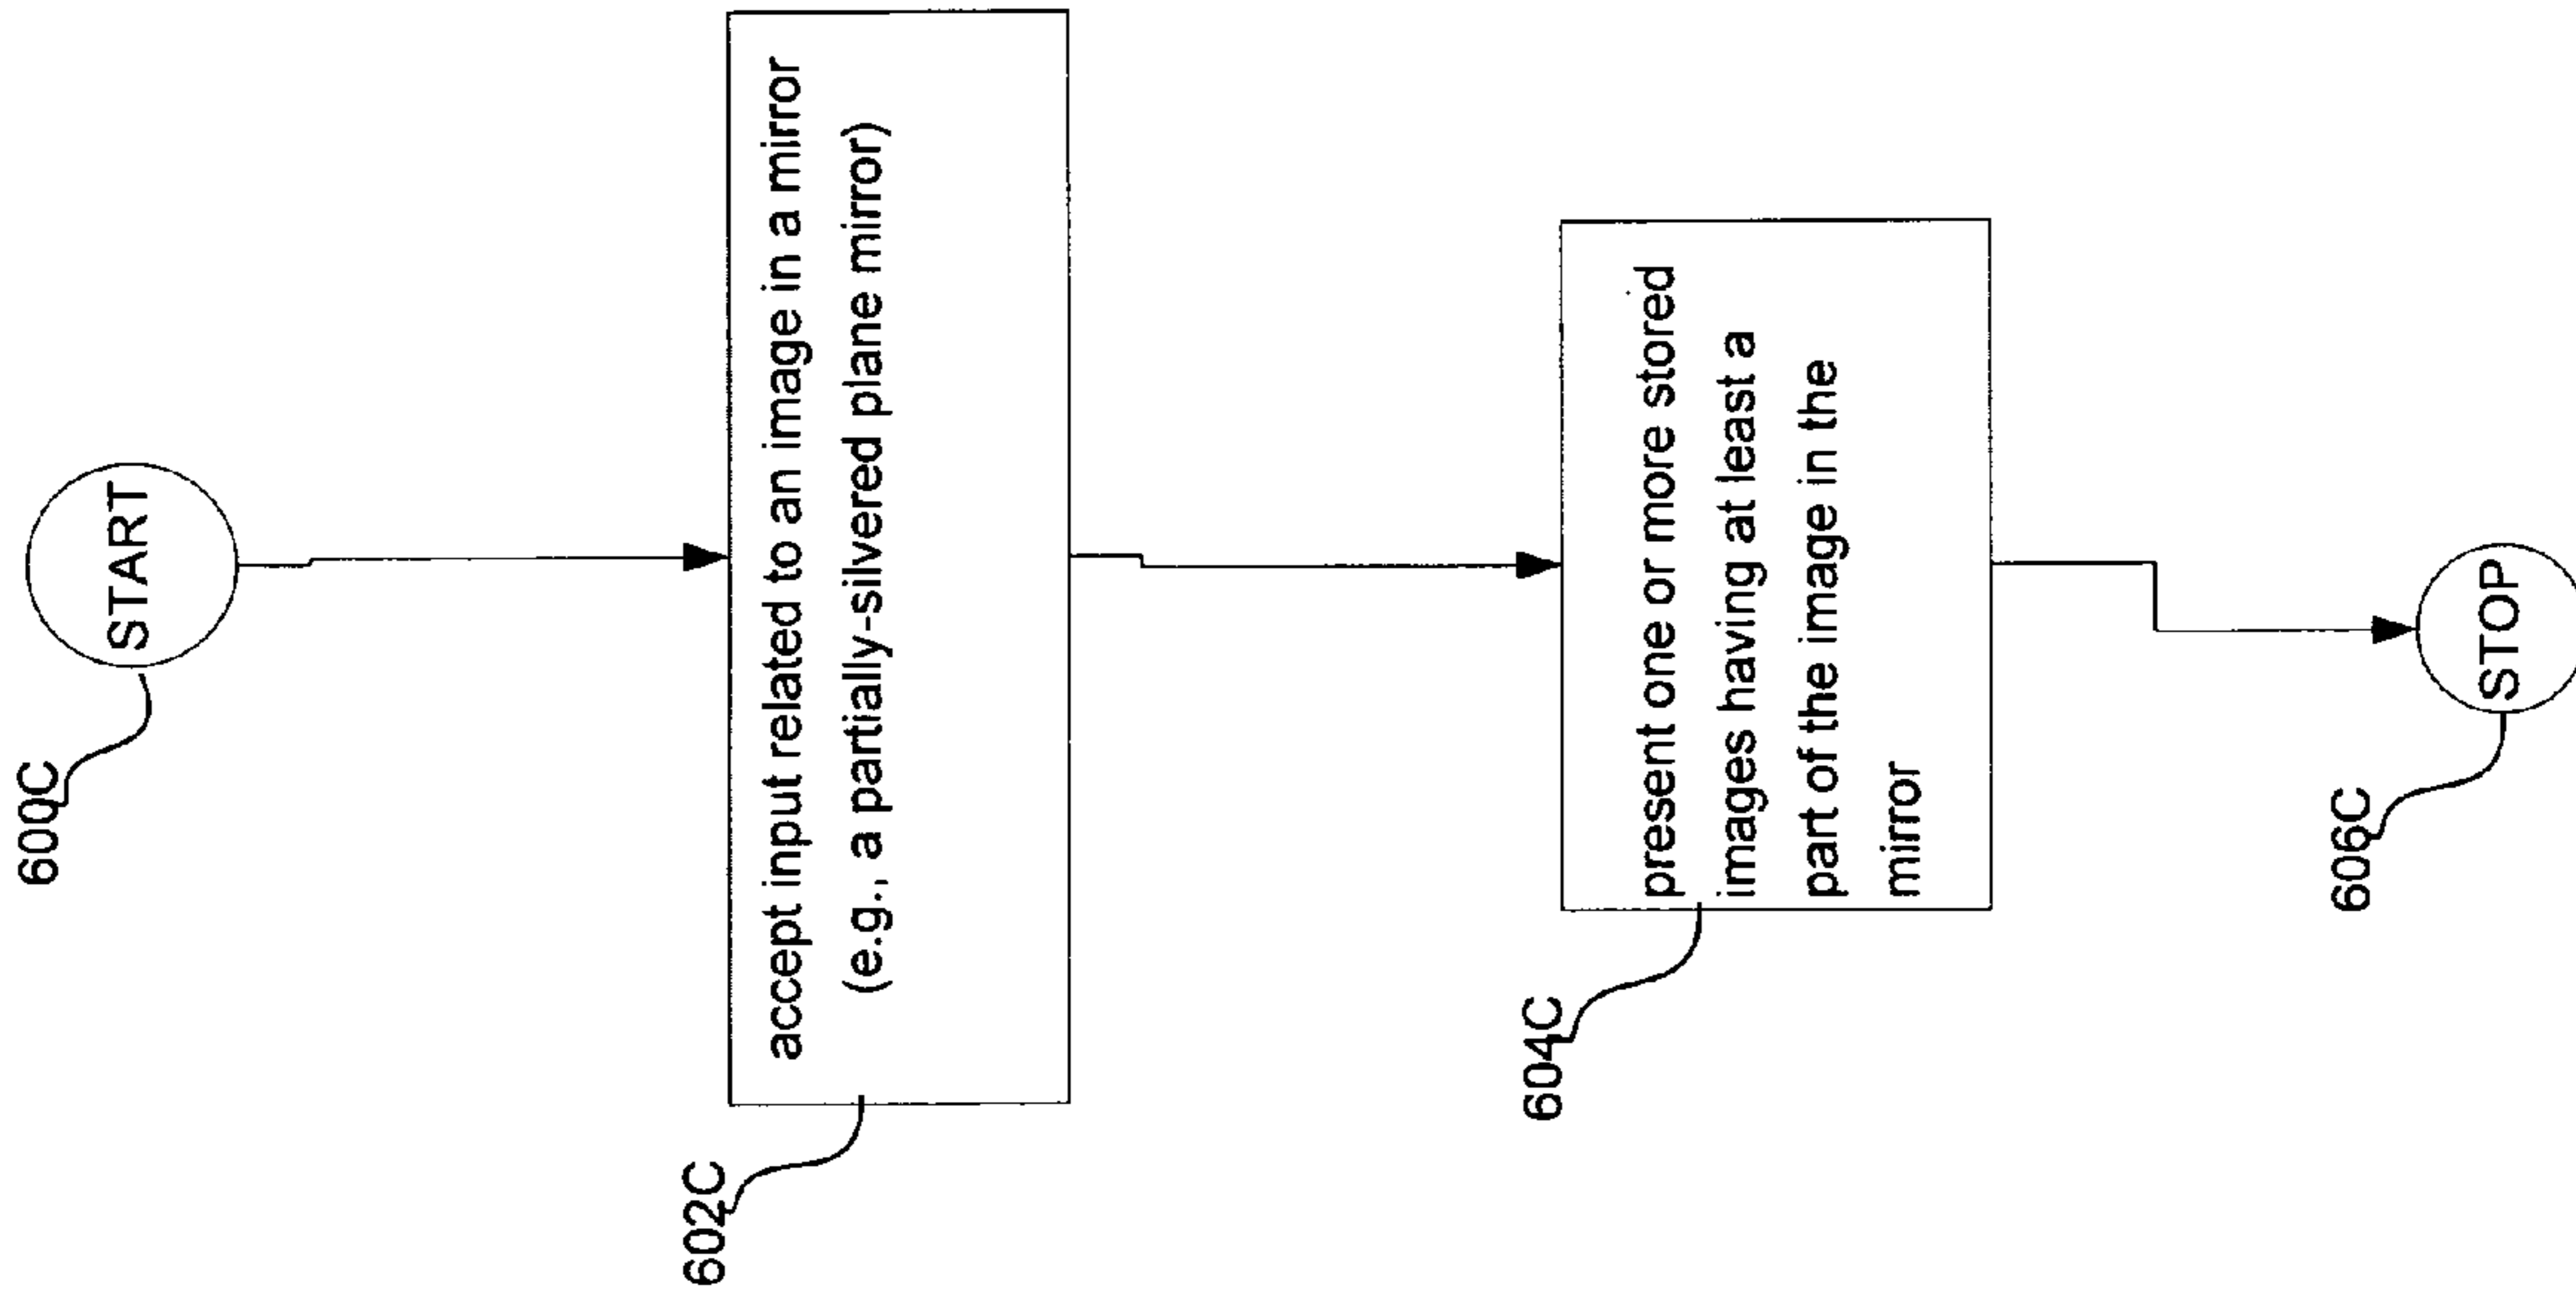 600C
START
602C
accept input related to an image in a mirror
(e.g., a partially-silvered plane mirror)
604C
present one or more stored
images having at least a
part of the image in the
mirror
606C
STOP